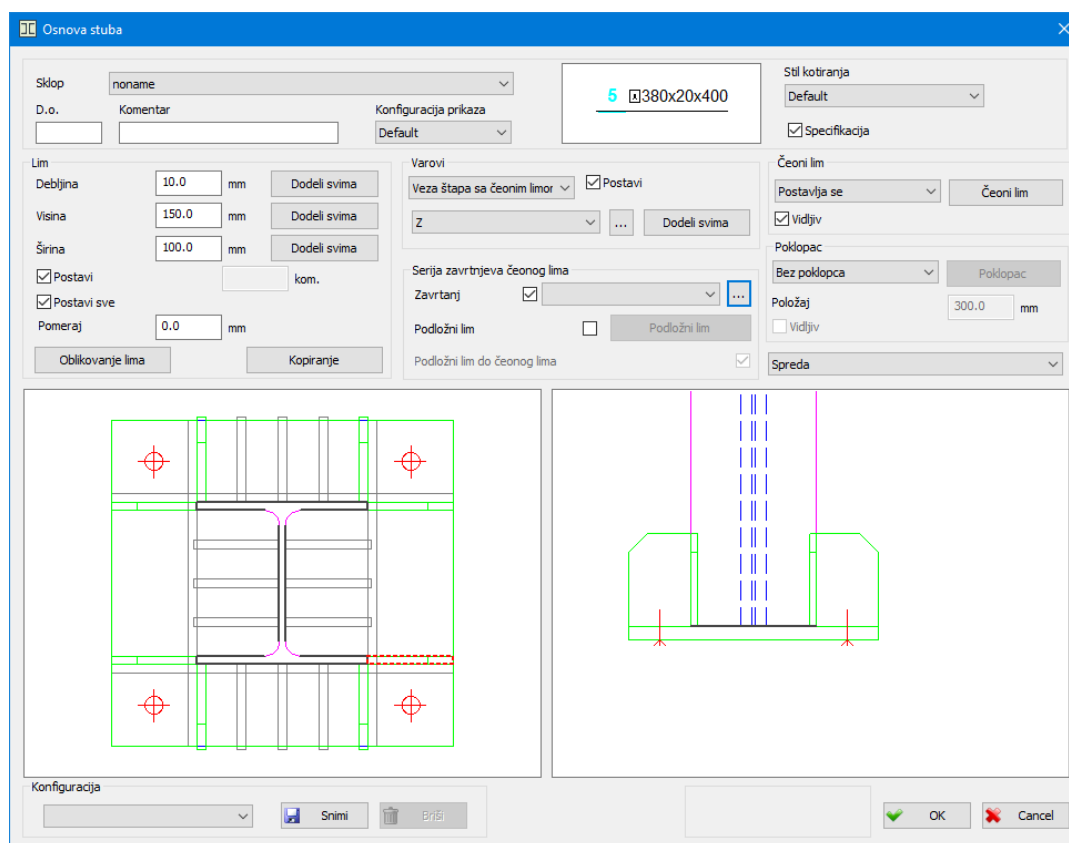 Osnova stuba
Sklop
noname
D.o.
Komentar
Konfiguracija prikaza
Default
5 380x20x400
Stil kotiranja
Default
Specifikacija
Lim
Debljina 10.0 mm Dodeli svima
Visina 150.0 mm Dodeli svima
Širina 100.0 mm Dodeli svima
Postavi kom.
Postavi sve
Pomeraj 0.0 mm
Oblikovanje lima Kopiranje
Varovi
Veza štapa sa čeonim limor Postavi
Z ... Dodeli svima
Serija zavrtnjeva čeonog lima
Zavrtanj ...
Podložni lim Podložni lim
Podložni lim do čeonog lima
Čeoni lim
Postavlja se Čeoni lim
Vidljiv
Poklopac
Bez poklopca Poklopac
Položaj 300.0 mm
Vidljiv
Spreda
Konfiguracija
Snimi Briši
OK Cancel